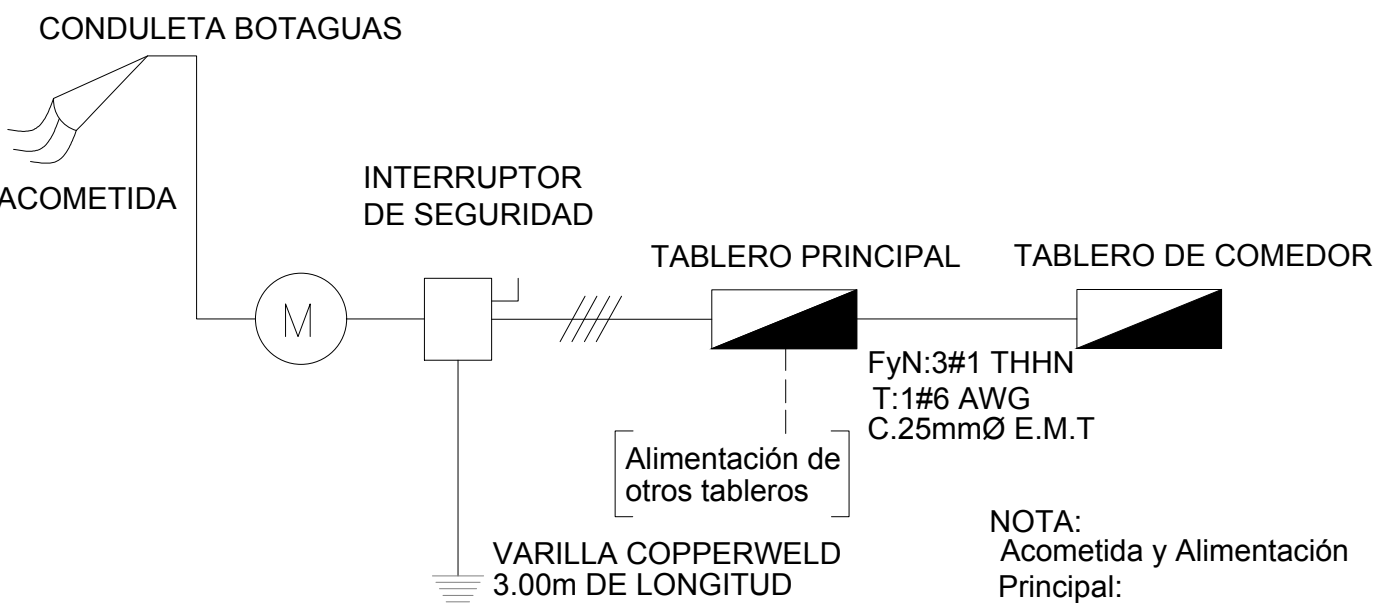 CONDULETA BOTAGUAS
ACOMETIDA
INTERRUPTOR
DE SEGURIDAD
TABLERO PRINCIPAL
TABLERO DE COMEDOR
M
FyN:3#1 THHN
T:1#6 AWG
C.25mmØ E.M.T
Alimentación de
otros tableros
VARILLA COPPERWELD
3.00m DE LONGITUD
NOTA:
Acometida y Alimentación
Principal: